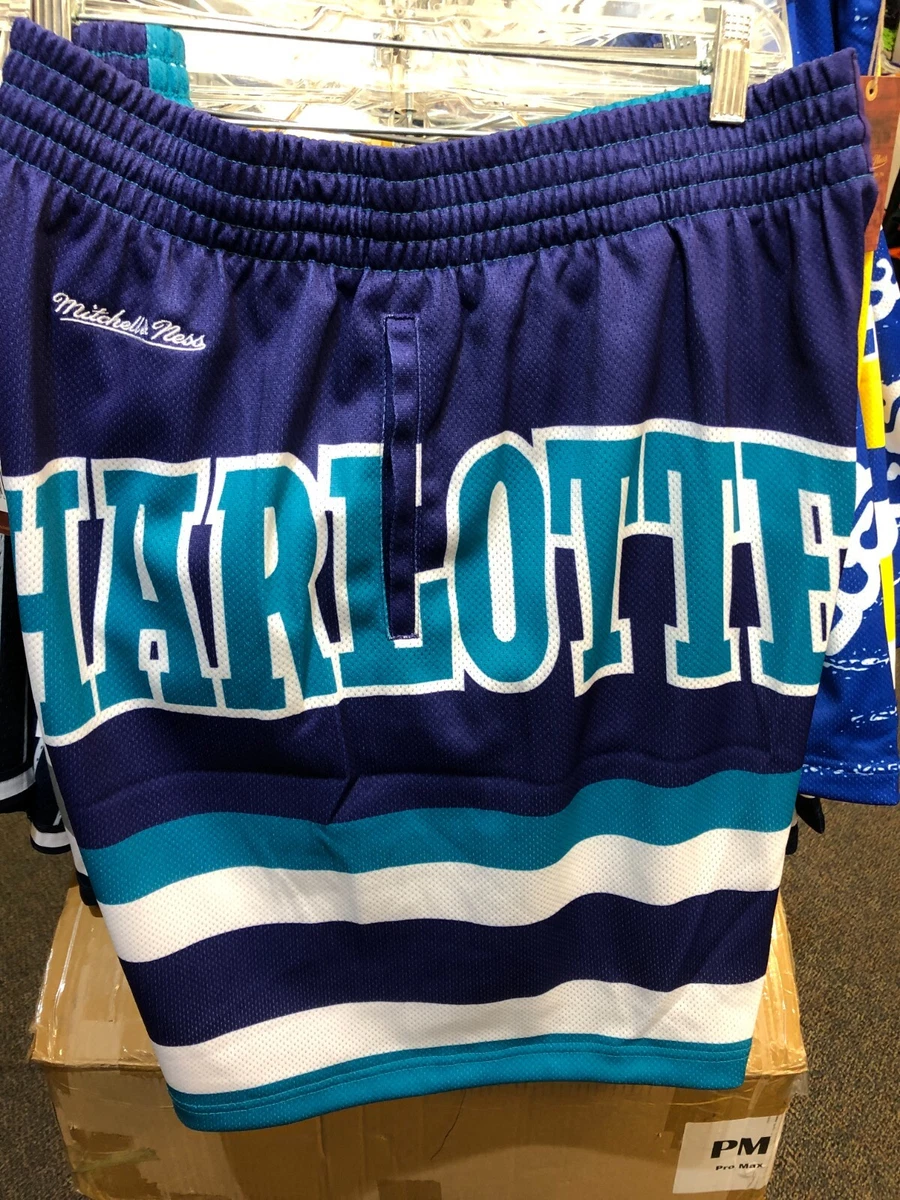 Mitchell & Ness
HARLOTTE
PM
Pro Max